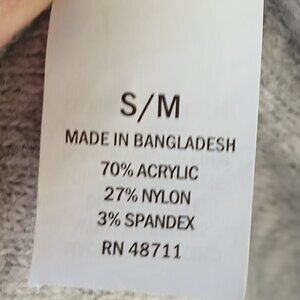 S/M
MADE IN BANGLADESH
70% ACRYLIC
27% NYLON
3% SPANDEX
RN 48711